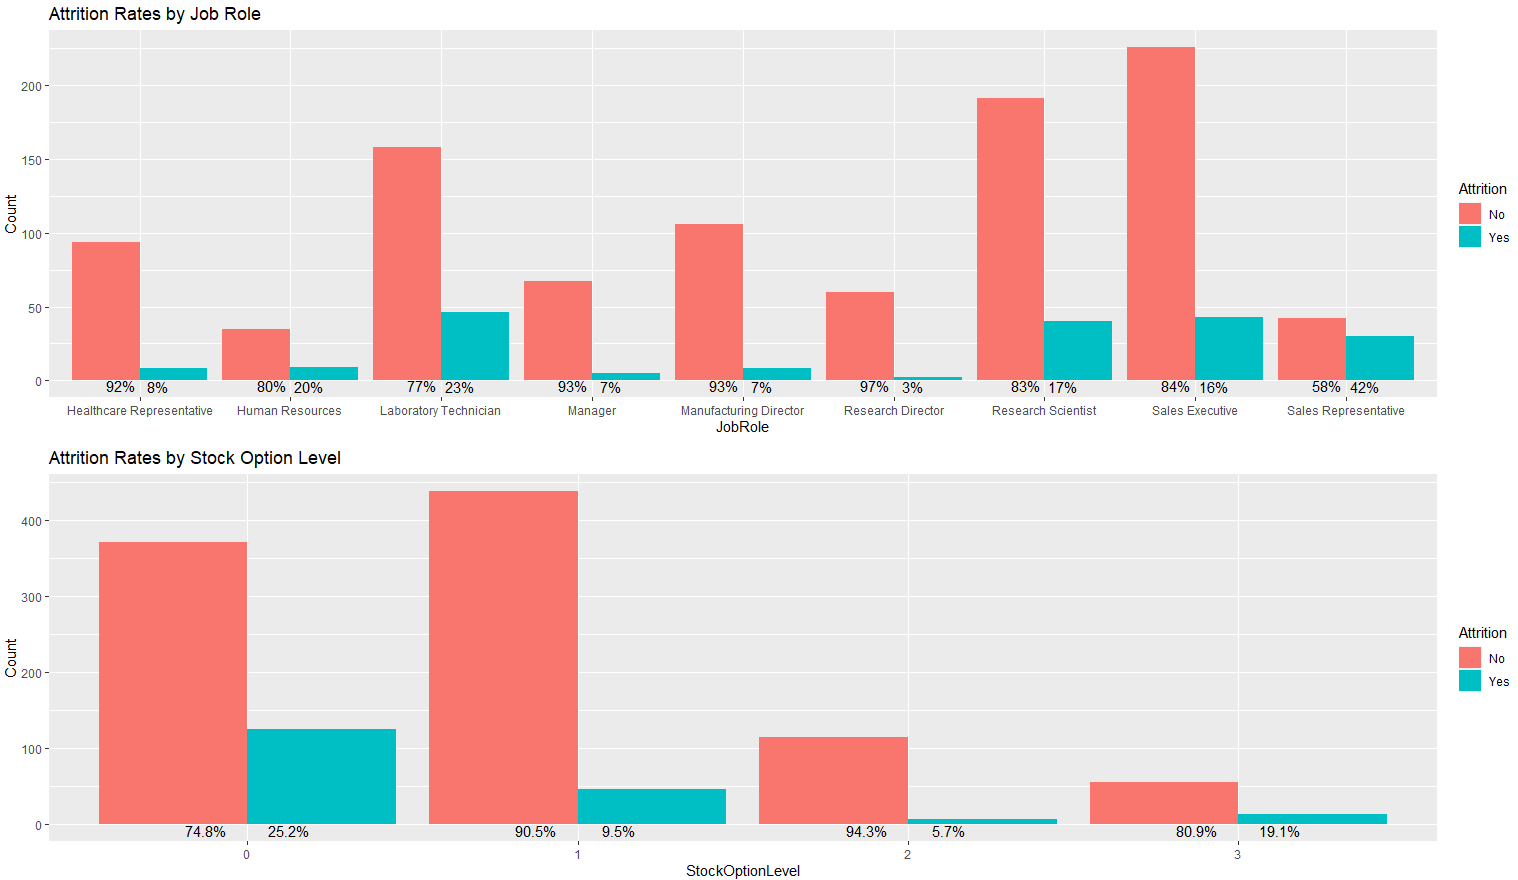 Attrition Rates by Job Role
Count
200
150
100
50
0
92% 8% 80% 20% 77% 23% 93% 7% 93% 7% 97% 3% 83% 17% 84% 16% 58% 42%
Healthcare Representative Human Resources Laboratory Technician Manager Manufacturing Director Research Director Research Scientist Sales Executive Sales Representative
JobRole
Attrition
No
Yes
Attrition Rates by Stock Option Level
Count
400
300
200
100
0
74.8% 25.2% 90.5% 9.5% 94.3% 5.7% 80.9% 19.1%
0 1 2 3
StockOptionLevel
Attrition
No
Yes